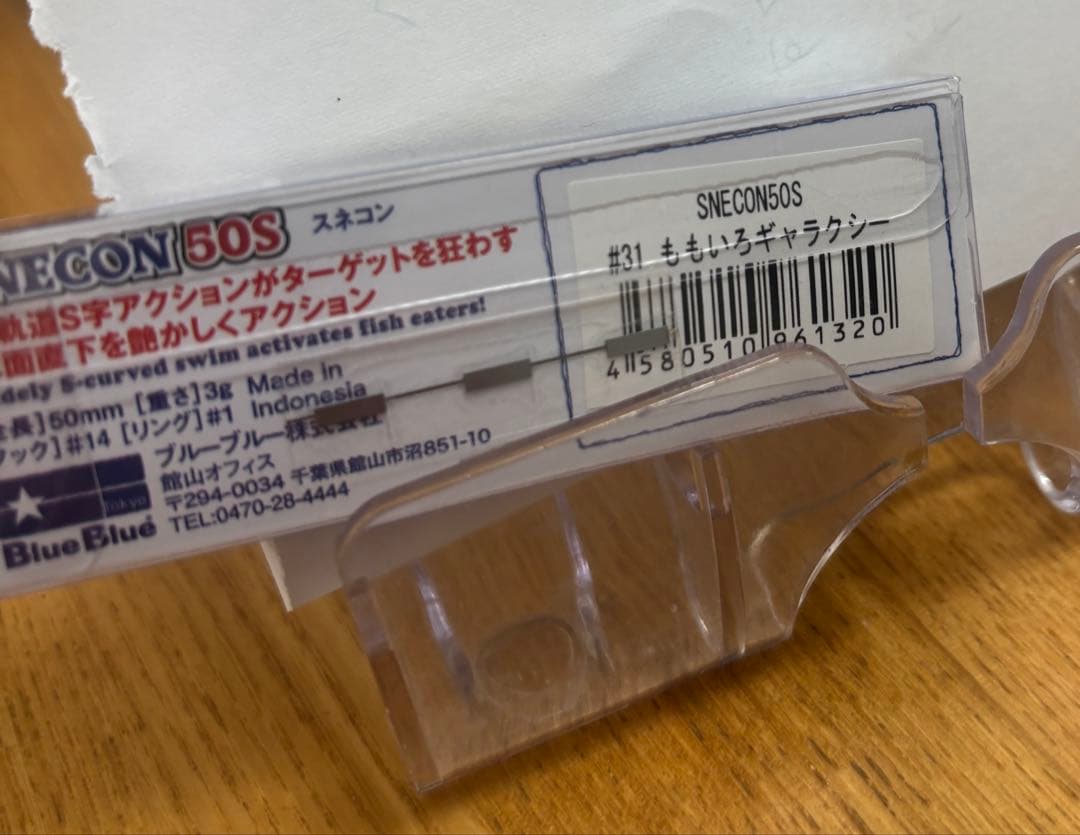 NECON 50S スネコン
軌道S字アクションがターゲットを狂わす
面直下を艶かしくアクション
dely S-curved swim activates fish eaters!
長]50mm [重さ]3g Made in
ック]#14 [リング]#1 Indonesia
ブルーブルー株式会社
館山オフィス
〒294-0034 千葉県館山市沼851-10
TEL:0470-28-4444
Tokyo
BlueBlue
SNECON50S
#31 ももいろギャラクシー
4580510961320